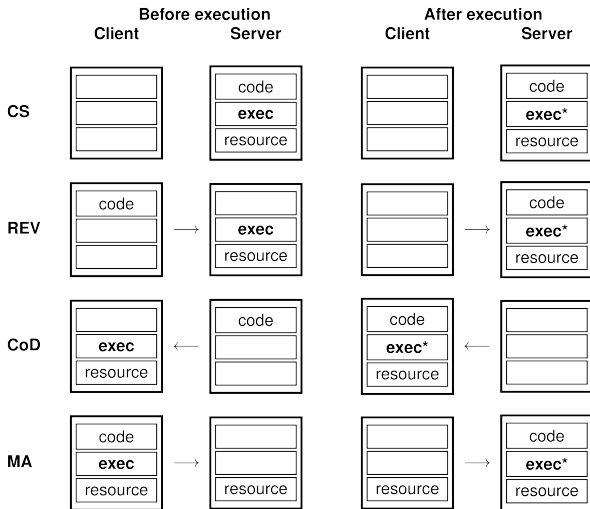 Before execution After execution
Client Server Client Server
code code
CS exec exec*
resource resource
code code
REV exec exec*
resource resource
code code
CoD exec exec*
resource resource
code code
MA exec exec*
resource resource resource resource